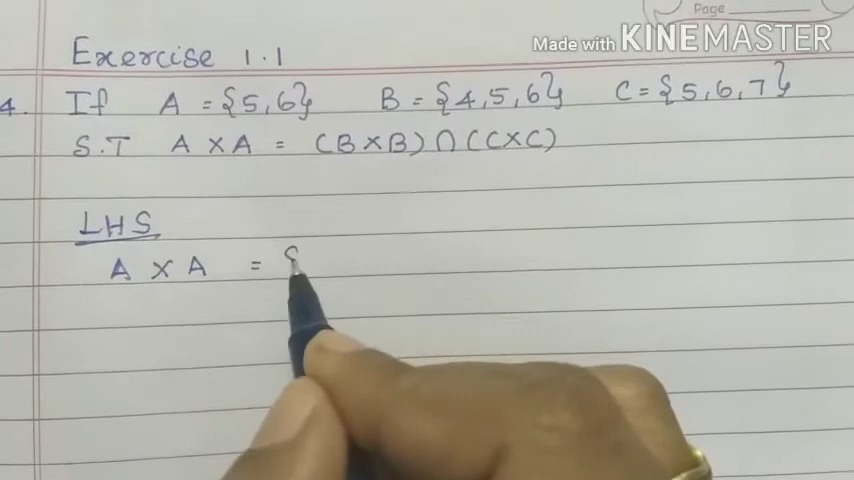 Page
Made with KINEMASTER
Exercise 1.1
4. If A = {5,6} B = {4,5,6} C = {5,6,7}
S.T A × A = (B×B) ∩ (C×C)
LHS
A × A = {